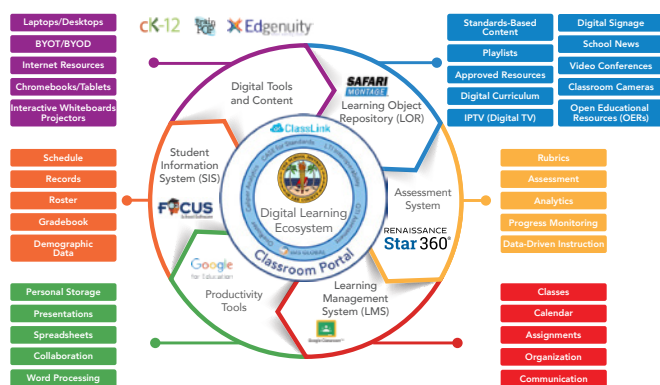 Laptops/Desktops
BYOT/BYOD
Internet Resources
Chromebooks/Tablets
Interactive Whiteboards
Projectors
cK-12
Brain
POP
Edgenuity
Standards-Based
Content
Playlists
Approved Resources
Digital Curriculum
IPTV (Digital TV)
Digital Signage
School News
Video Conferences
Classroom Cameras
Open Educational
Resources (OERs)
Digital Tools
and Content
SAFARI
MONTAGE
Learning Object
Repository (LOR)
ClassLink
Student
Information
System (SIS)
FOCUS
Schedule
Records
Roster
Gradebook
Demographic
Data
Digital Learning
Ecosystem
Classroom Portal
Assessment
System
RENAISSANCE
Star 360
Rubrics
Assessment
Analytics
Progress Monitoring
Data-Driven Instruction
Google
for Education
Productivity
Tools
Learning
Management
System (LMS)
Google Classroom
Personal Storage
Presentations
Spreadsheets
Collaboration
Word Processing
Classes
Calendar
Assignments
Organization
Communication